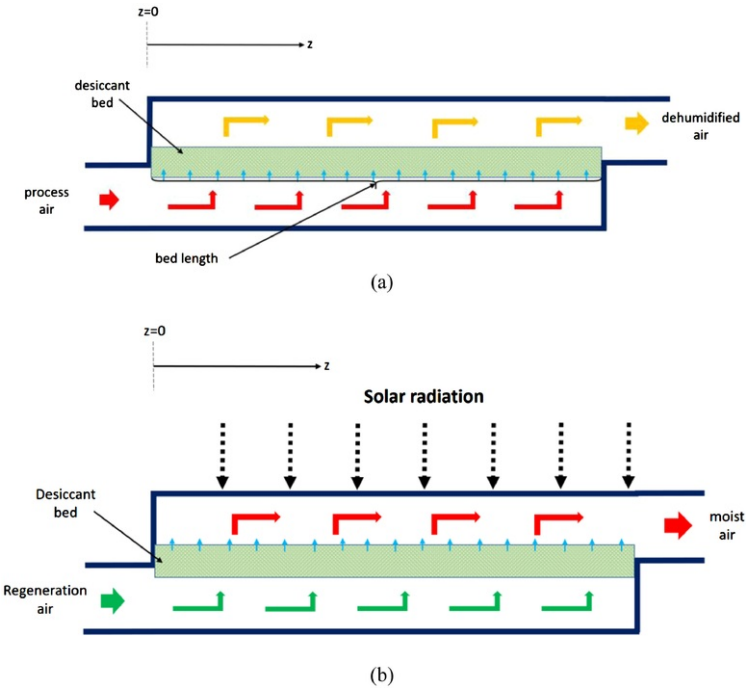 z=0
z
desiccant
bed
dehumidified
air
process
air
bed length
(a)
z=0
z
Solar radiation
Desiccant
bed
moist
air
Regeneration
air
(b)